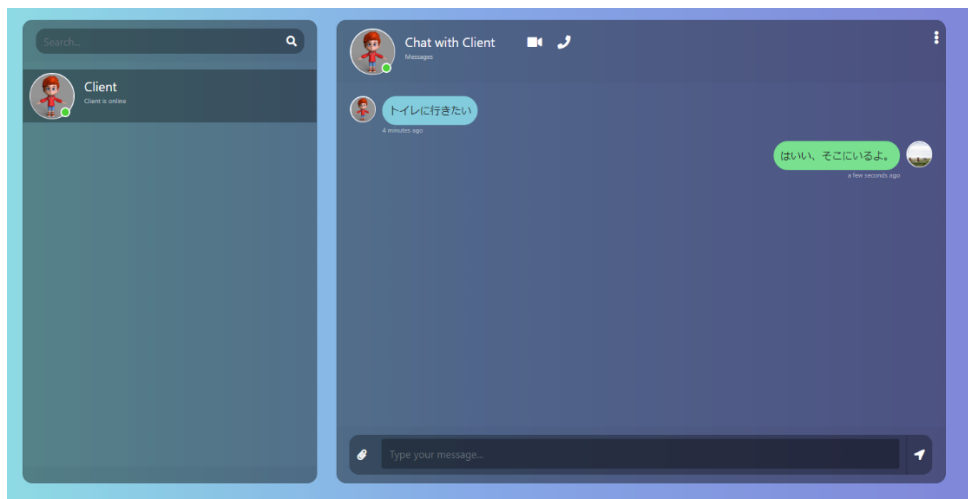 Search...
Client
Client is online
Chat with Client
Messages
トイレに行きたい
4 minutes ago
はいい、そこにいるよ。
a few seconds ago
Type your message...